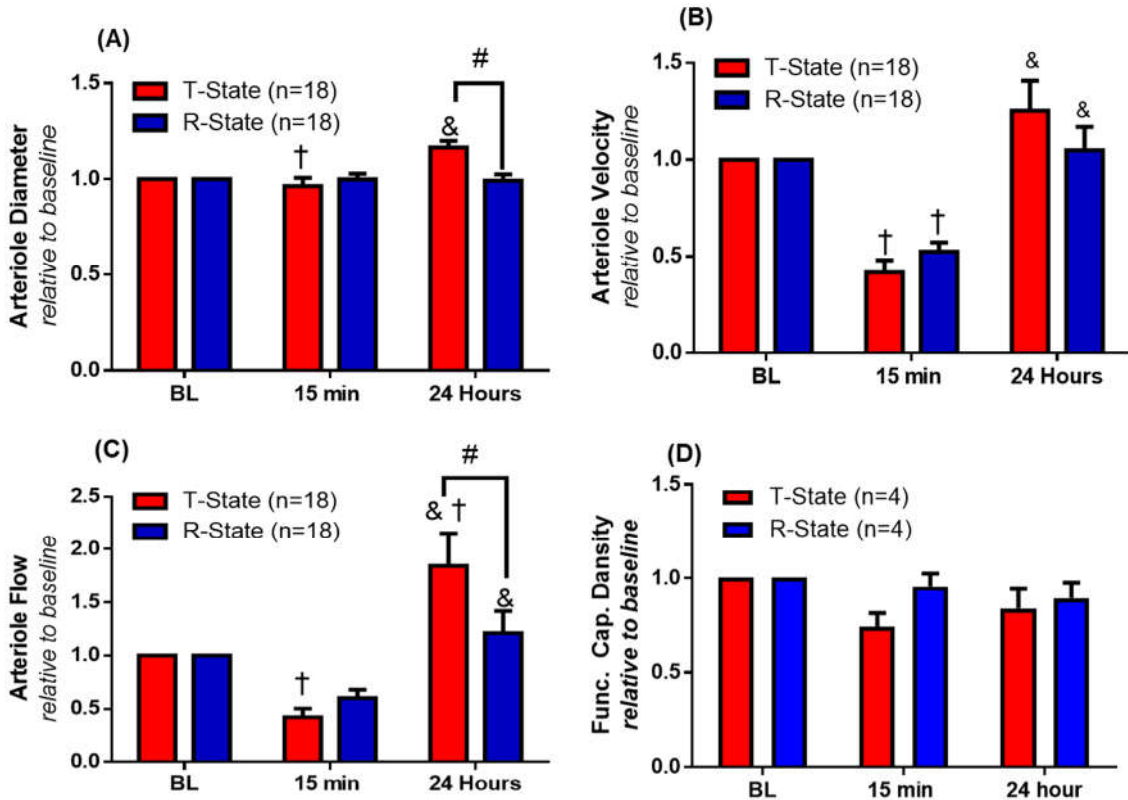 (A)
Arteriole Diameter
relative to baseline
1.5
1.0
0.5
0.0
T-State (n=18)
R-State (n=18)
†
&
#
BL
15 min
24 Hours
(B)
Arteriole Velocity
relative to baseline
1.5
1.0
0.5
0.0
T-State (n=18)
R-State (n=18)
†
†
&
&
BL
15 min
24 Hours
(C)
Arteriole Flow
relative to baseline
2.5
2.0
1.5
1.0
0.5
0.0
T-State (n=18)
R-State (n=18)
†
& †
&
#
BL
15 min
24 Hours
(D)
Func. Cap. Dansity
relative to baseline
1.5
1.0
0.5
0.0
T-State (n=4)
R-State (n=4)
BL
15 min
24 hour